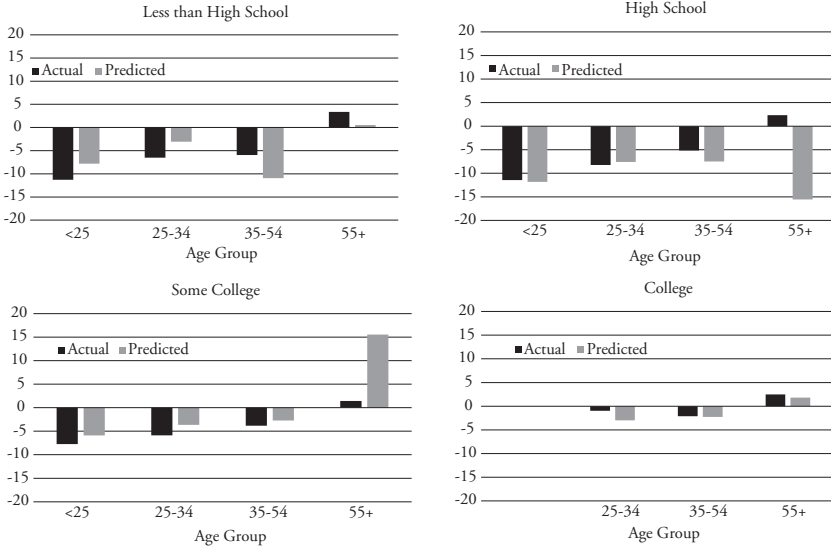 Less than High School
20
15
Actual Predicted
10
5
0
-5
-10
-15
-20
<25 25-34 35-54 55+
Age Group
High School
20
15
Actual Predicted
10
5
0
-5
-10
-15
-20
<25 25-34 35-54 55+
Age Group
Some College
20
15
Actual Predicted
10
5
0
-5
-10
-15
-20
<25 25-34 35-54 55+
Age Group
College
20
15
Actual Predicted
10
5
0
-5
-10
-15
-20
25-34 35-54 55+
Age Group